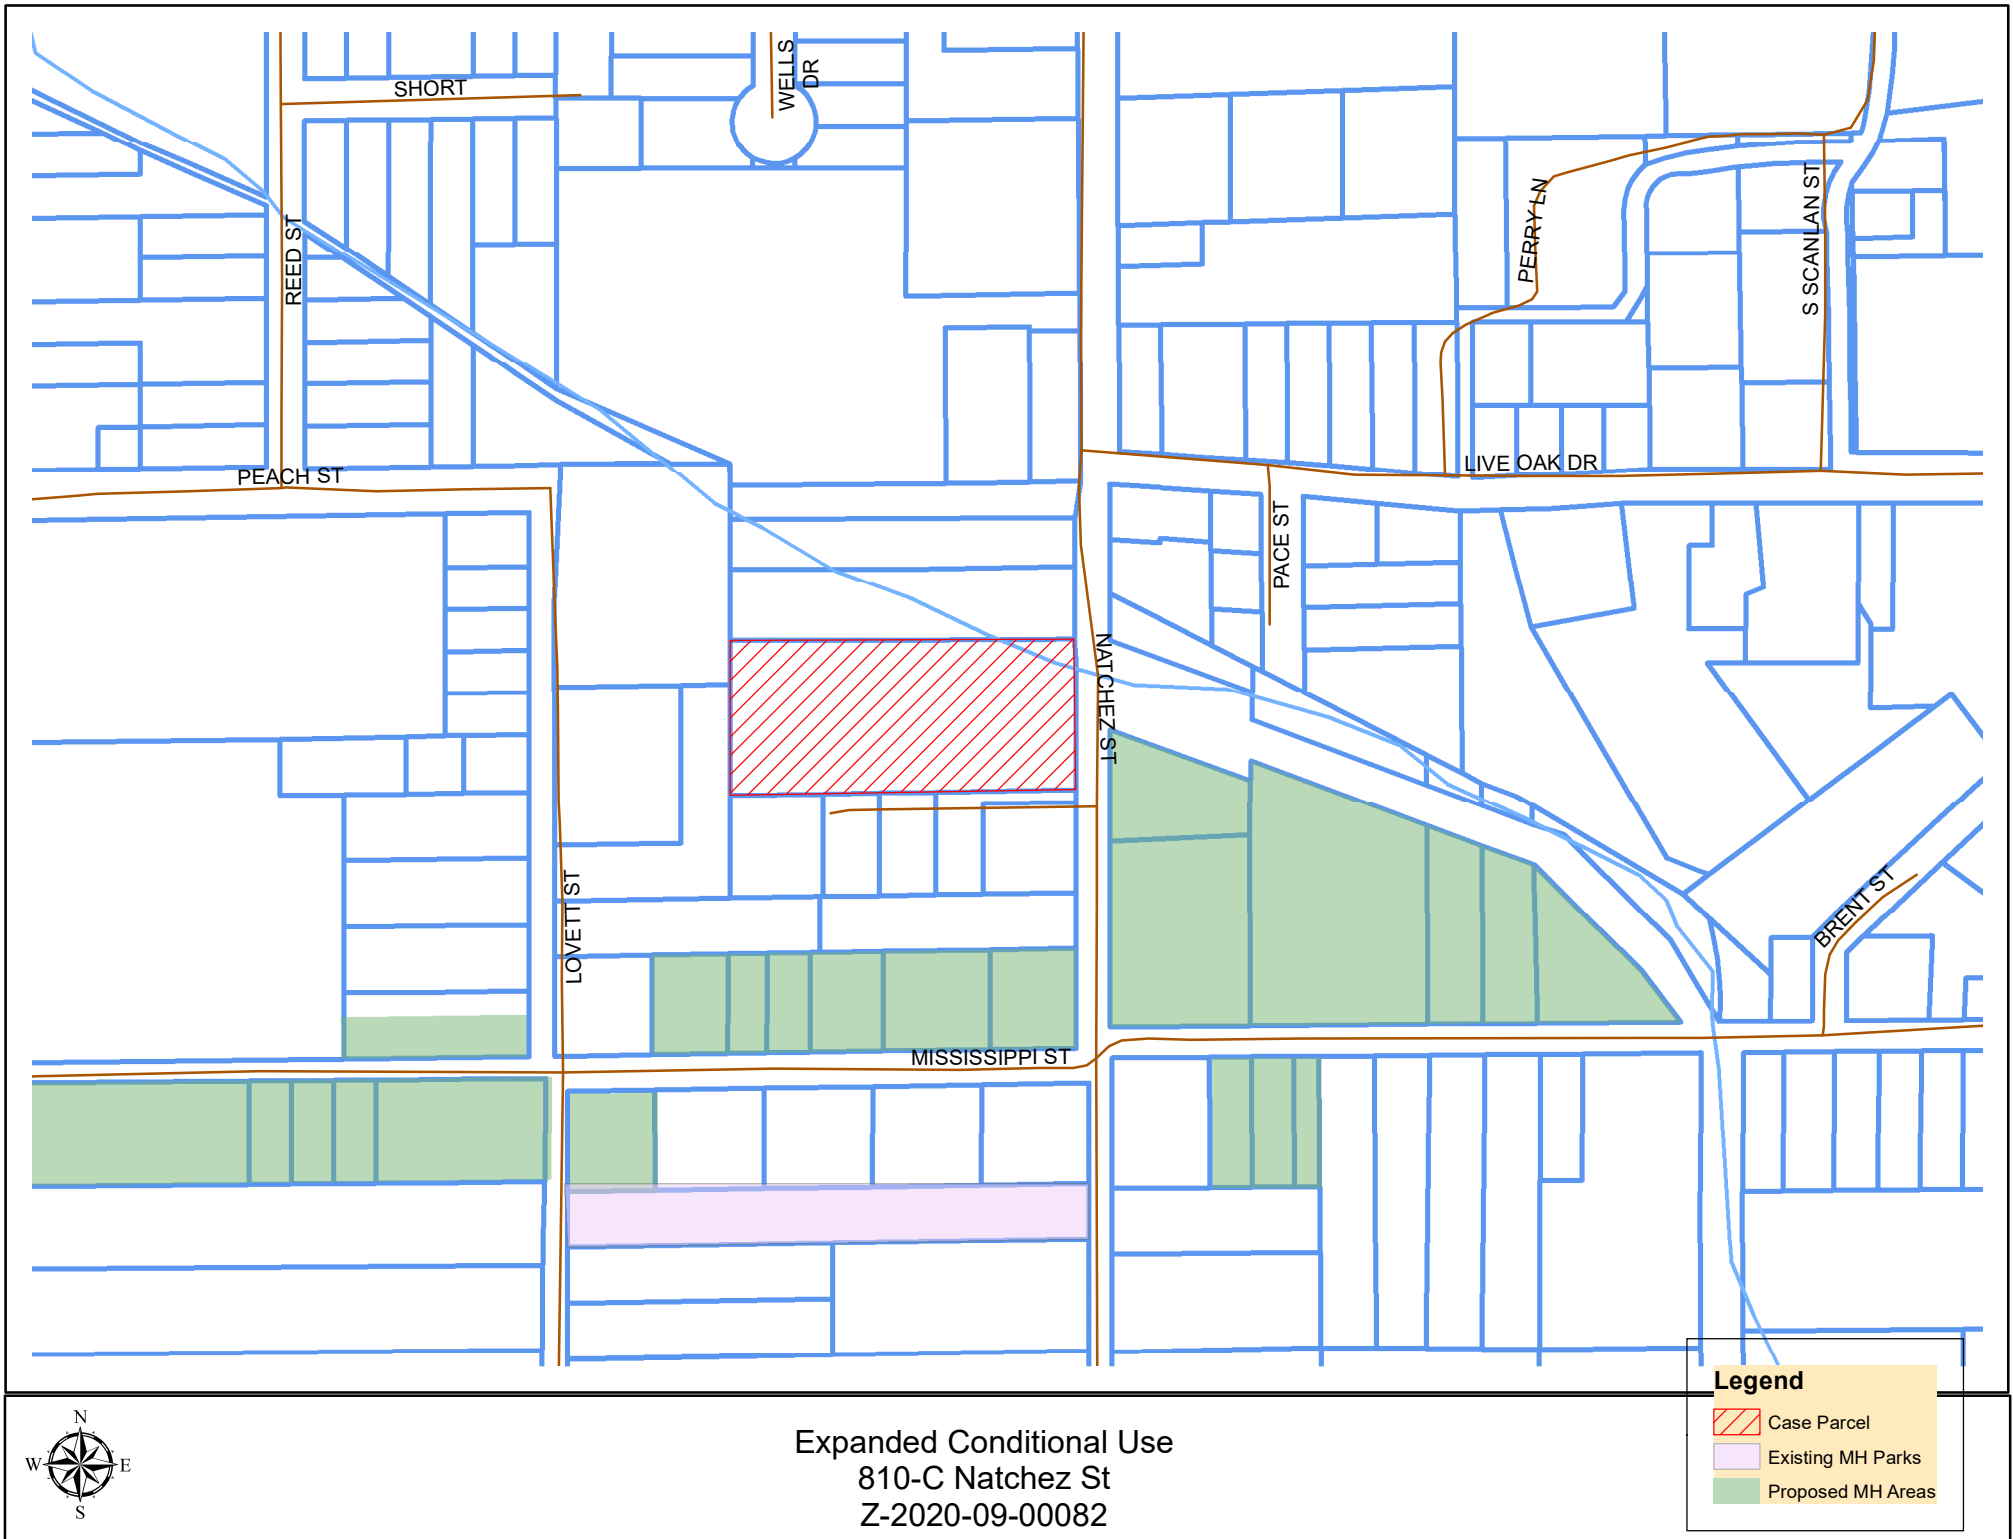 SHORT
WELLS
DR
REED ST
PERRY LN
S SCANLAN ST
PEACH ST
LIVE OAK DR
PACE ST
NATCHEZ ST
LOVETT ST
BRENT ST
MISSISSIPPI ST
Legend
Case Parcel
Existing MH Parks
Proposed MH Areas
N
W
E
S
Expanded Conditional Use
810-C Natchez St
Z-2020-09-00082